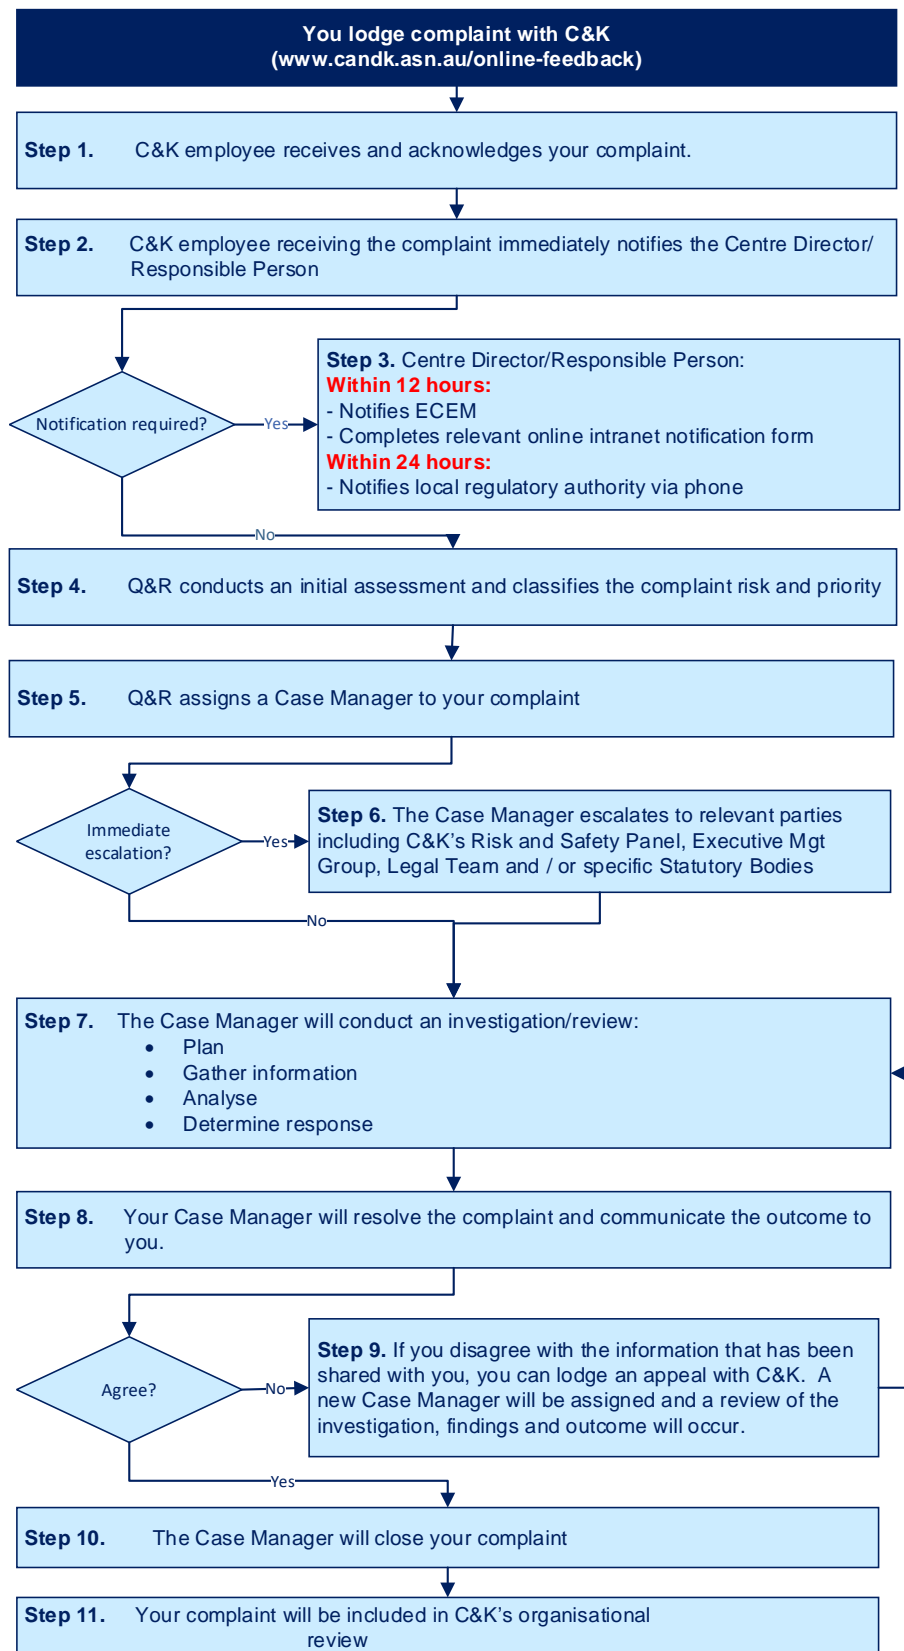 You lodge complaint with C&K
(www.candk.asn.au/online-feedback)
Step 1. C&K employee receives and acknowledges your complaint.
Step 2. C&K employee receiving the complaint immediately notifies the Centre Director/
Responsible Person
Notification required?
Yes
Step 3. Centre Director/Responsible Person:
Within 12 hours:
- Notifies ECEM
- Completes relevant online intranet notification form
Within 24 hours:
- Notifies local regulatory authority via phone
No
Step 4. Q&R conducts an initial assessment and classifies the complaint risk and priority
Step 5. Q&R assigns a Case Manager to your complaint
Immediate
escalation?
Yes
Step 6. The Case Manager escalates to relevant parties
including C&K's Risk and Safety Panel, Executive Mgt
Group, Legal Team and / or specific Statutory Bodies
No
Step 7. The Case Manager will conduct an investigation/review:
• Plan
• Gather information
• Analyse
• Determine response
Step 8. Your Case Manager will resolve the complaint and communicate the outcome to
you.
Agree?
No
Step 9. If you disagree with the information that has been
shared with you, you can lodge an appeal with C&K. A
new Case Manager will be assigned and a review of the
investigation, findings and outcome will occur.
Yes
Step 10. The Case Manager will close your complaint
Step 11. Your complaint will be included in C&K's organisational
review